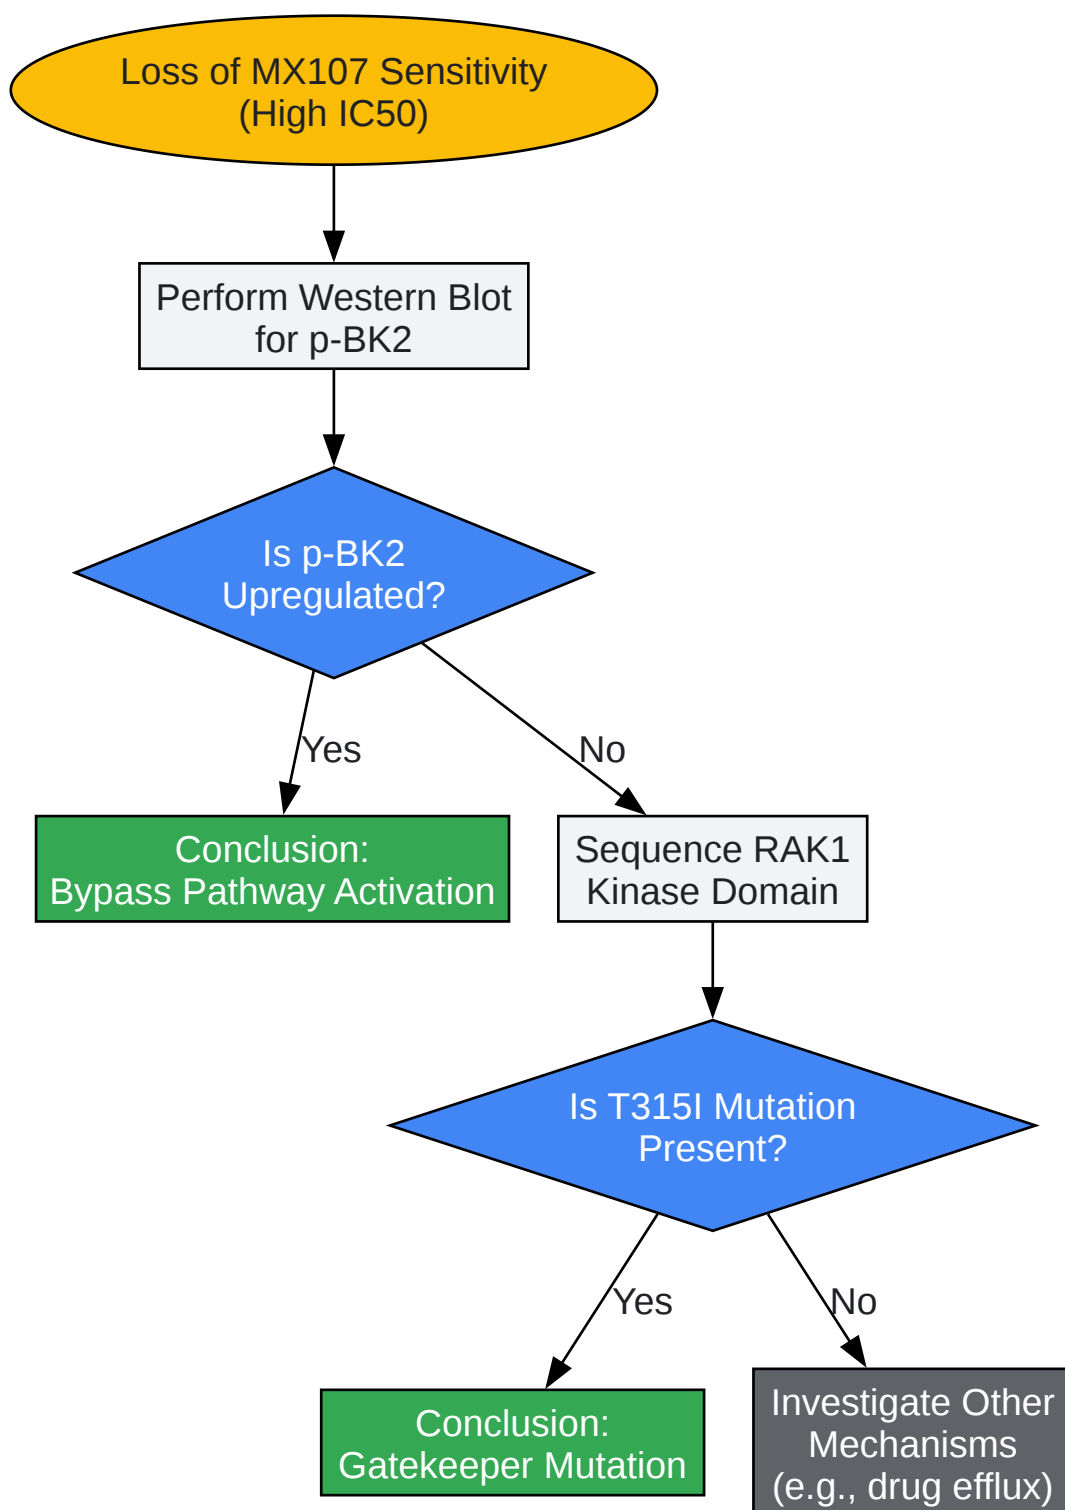 Loss of MX107 Sensitivity
(High IC50)
Perform Western Blot
for p-BK2
Is p-BK2
Upregulated?
Yes
No
Conclusion:
Bypass Pathway Activation
Sequence RAK1
Kinase Domain
Is T315I Mutation
Present?
Yes
No
Conclusion:
Gatekeeper Mutation
Investigate Other
Mechanisms
(e.g., drug efflux)